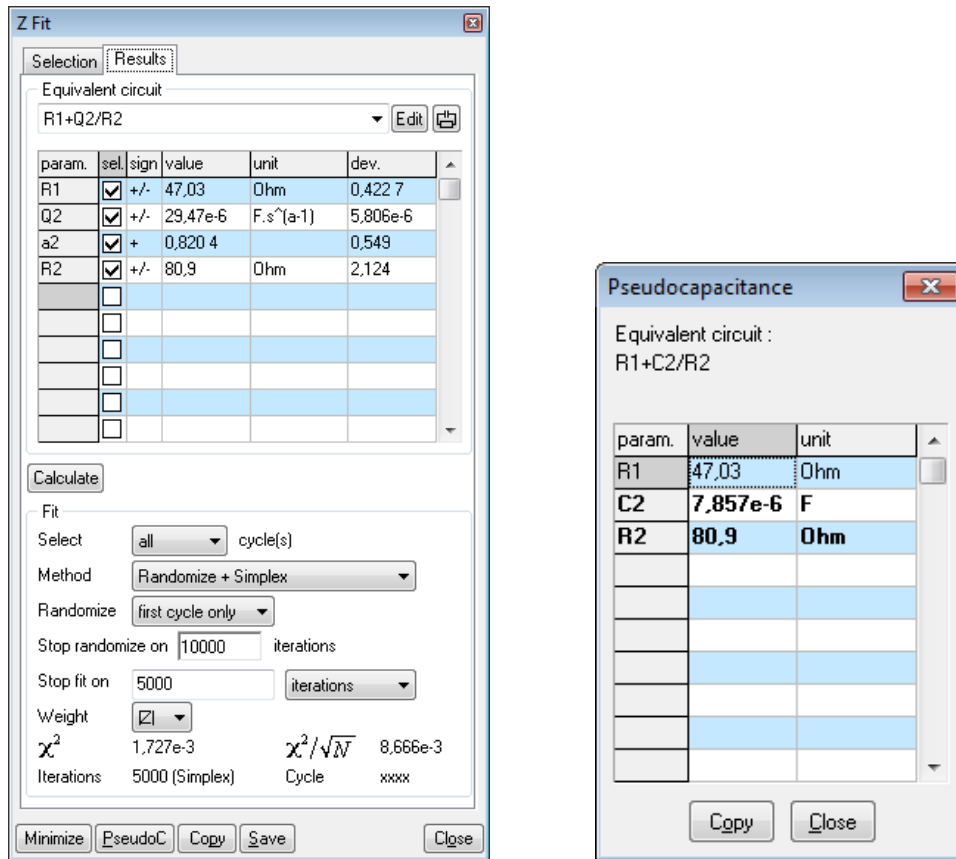 Z Fit
Selection Results
Equivalent circuit
R1+Q2/R2 Edit
param. sel. sign value unit dev.
R1 +/- 47,03 Ohm 0,422 7
Q2 +/- 29,47e-6 F.s^(a-1) 5,806e-6
a2 + 0,820 4 0,549
R2 +/- 80,9 Ohm 2,124
Calculate
Fit
Select all cycle(s)
Method Randomize + Simplex
Randomize first cycle only
Stop randomize on 10000 iterations
Stop fit on 5000 iterations
Weight |Z|
χ² 1,727e-3 χ²/√N 8,666e-3
Iterations 5000 (Simplex) Cycle xxxx
Minimize PseudoC Copy Save Close
Pseudocapacitance
Equivalent circuit :
R1+C2/R2
param. value unit
R1 47,03 Ohm
C2 7,857e-6 F
R2 80,9 Ohm
Copy Close